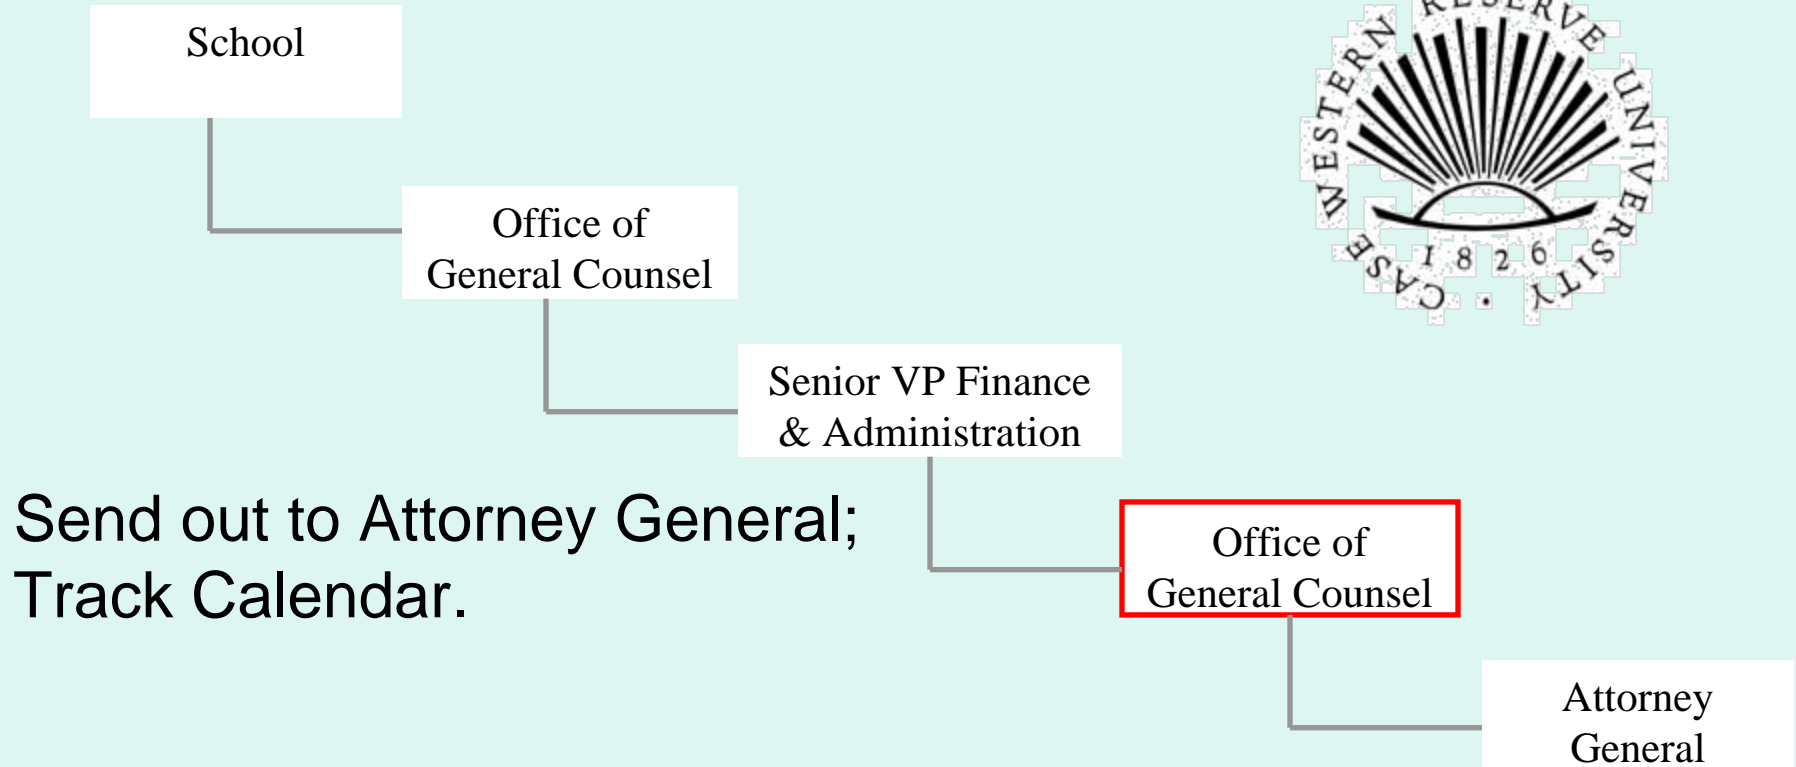 School
CASE WESTERN RESERVE UNIVERSITY
1826
Office of
General Counsel
Senior VP Finance
& Administration
Send out to Attorney General;
Track Calendar.
Office of
General Counsel
Attorney
General